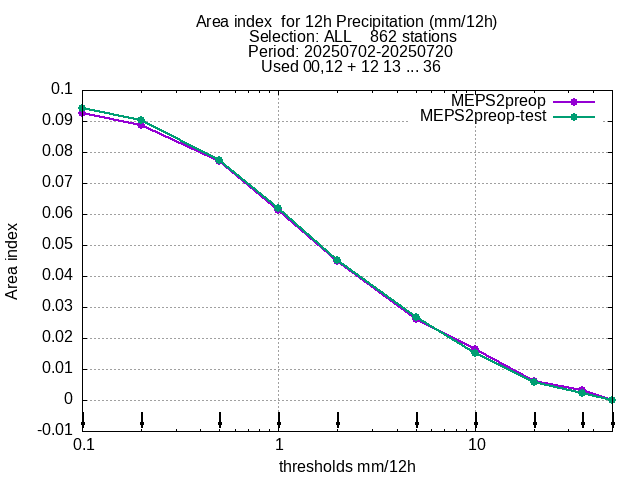 Area index  for 12h Precipitation (mm/12h)
Selection: ALL    862 stations
Period: 20250702-20250720
Used 00,12 + 12 13 ... 36
MEPS2preop
MEPS2preop-test
0.1
0.09
0.08
0.07
0.06
0.05
0.04
0.03
0.02
0.01
0
-0.01
Area index
0.1 1 10
thresholds mm/12h